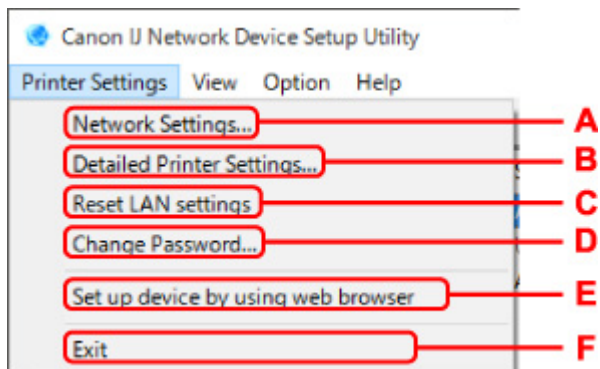 Canon IJ Network Device Setup Utility
Printer Settings View Option Help
Network Settings... A
Detailed Printer Settings... B
Reset LAN settings C
Change Password... D
Set up device by using web browser E
Exit F